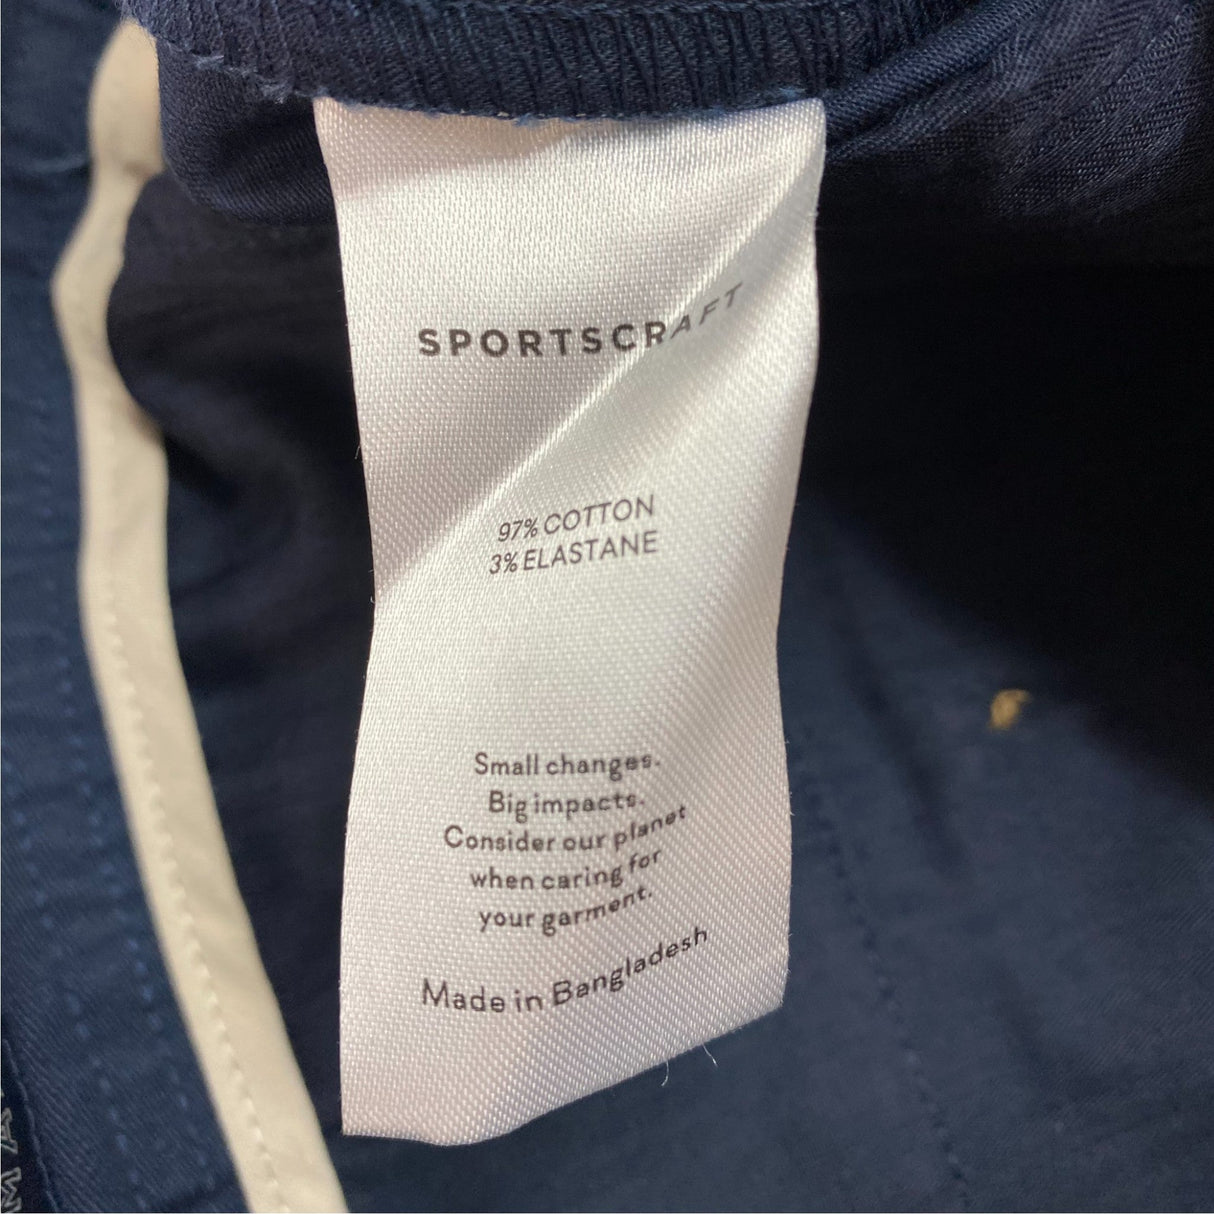 SPORTSCRAFT
97% COTTON
3% ELASTANE
Small changes.
Big impacts.
Consider our planet
when caring for
your garment.
Made in Bangladesh